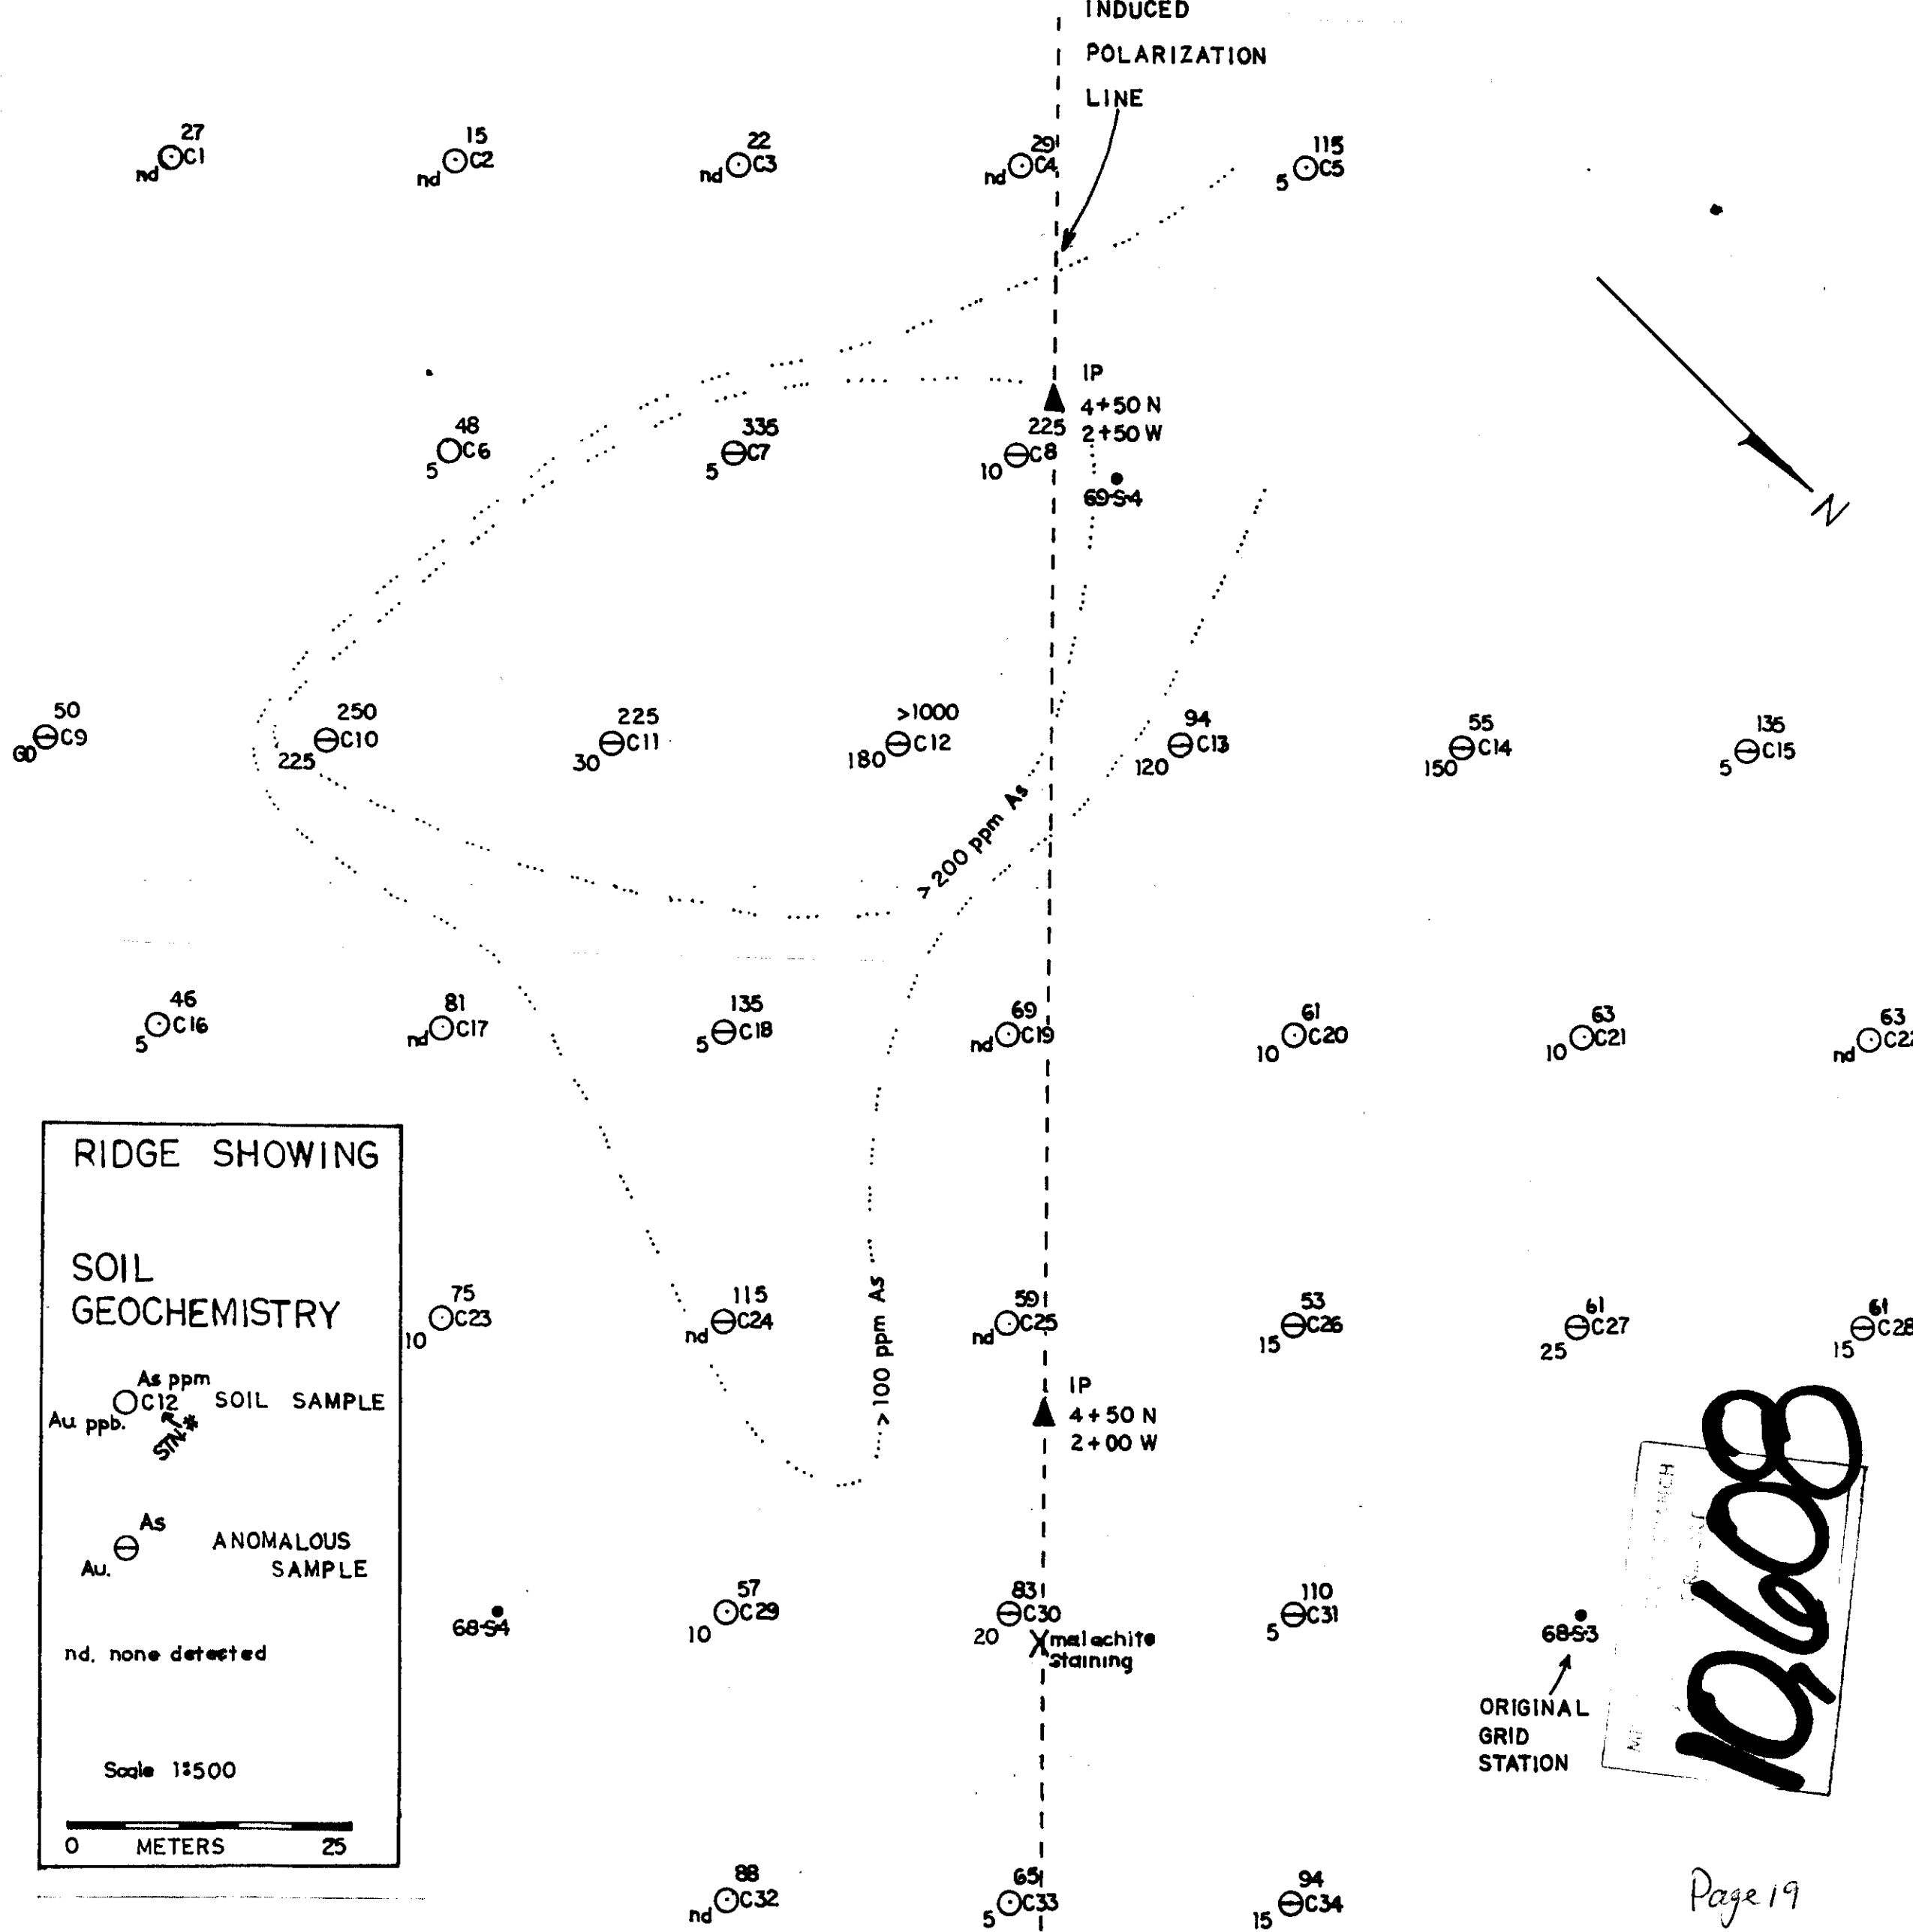 INDUCED
POLARIZATION
LINE
27
nd C1
15
nd C2
22
nd C3
29
nd C4
115
5 C5
IP
4+50 N
2+50 W
48
5 C6
335
5 C7
225
10 C8
69-S-4
N
50
60 C9
250
225 C10
225
30 C11
>1000
180 C12
94
120 C13
55
150 C14
135
5 C15
> 200 ppm As
46
5 C16
81
nd C17
135
5 C18
69
nd C19
61
10 C20
63
10 C21
63
nd C22
75
10 C23
115
nd C24
59
nd C25
53
15 C26
61
25 C27
61
15 C28
>100 ppm As
IP
4+50 N
2+00 W
68-S4
57
10 C29
83
20 C30
110
5 C31
68-S3
malachite
staining
ORIGINAL
GRID
STATION
88
nd C32
65
5 C33
94
15 C34
RIDGE SHOWING
SOIL
GEOCHEMISTRY
As ppm
C12 SOIL SAMPLE
Au ppb.
STN.*
As
ANOMALOUS
Au. SAMPLE
nd. none detected
Scale 1:500
0 METERS 25
10,608
Page 19